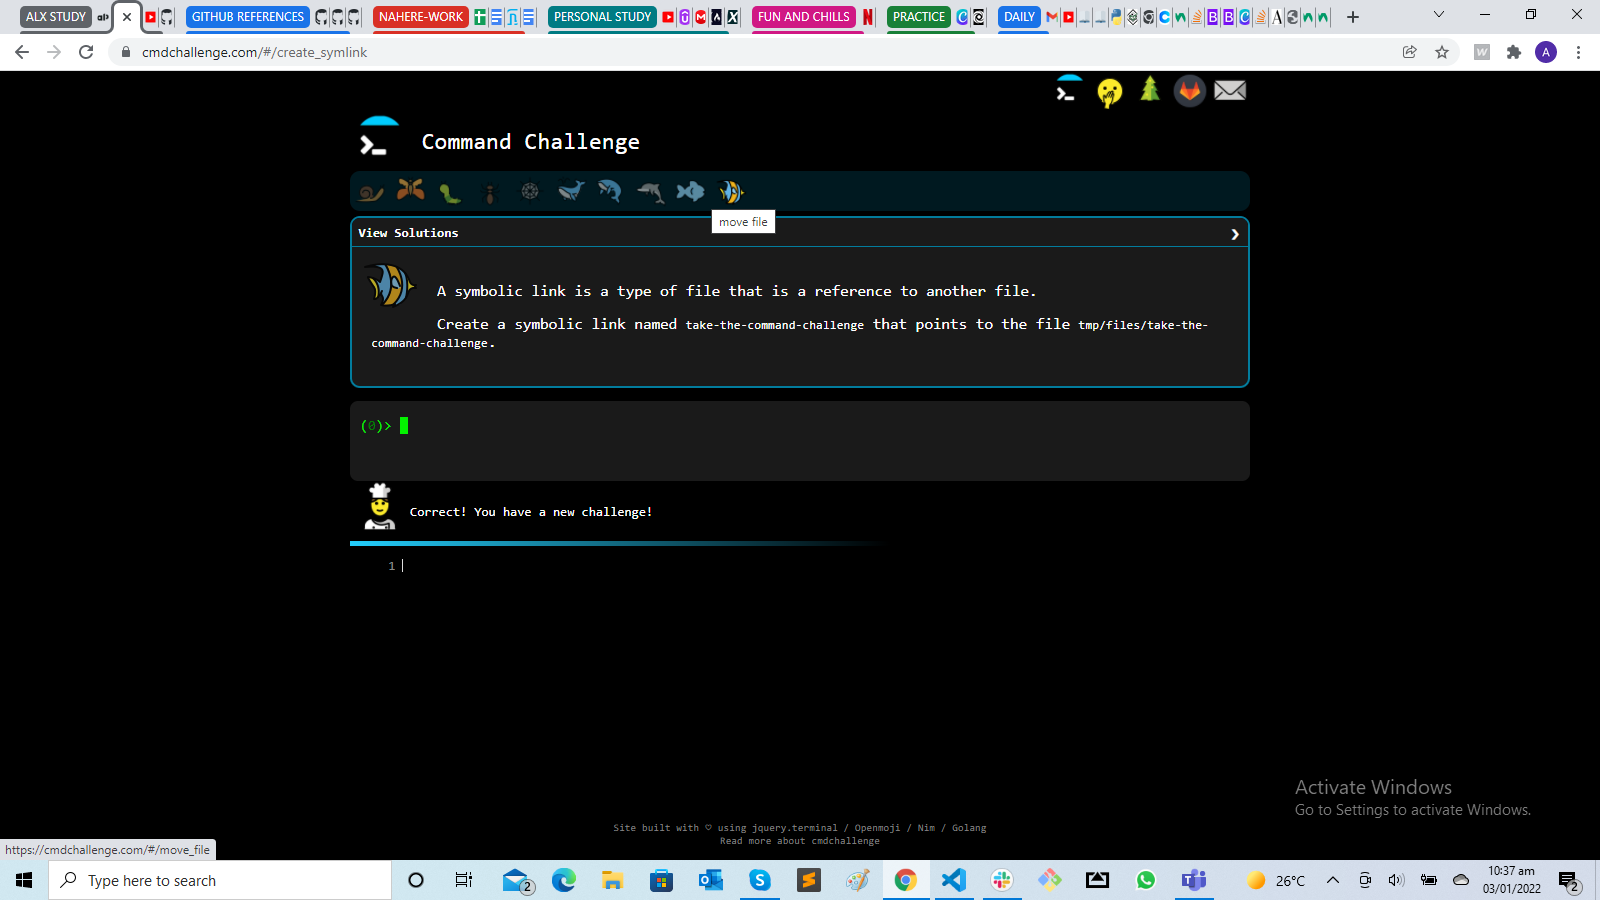 ALX STUDY GITHUB REFERENCES NAHERE-WORK PERSONAL STUDY FUN AND CHILLS PRACTICE DAILY
cmdchallenge.com/#/create_symlink
Command Challenge
move file
View Solutions
A symbolic link is a type of file that is a reference to another file.
Create a symbolic link named take-the-command-challenge that points to the file tmp/files/take-the-
command-challenge.
(0)>
Correct! You have a new challenge!
1
Activate Windows
Go to Settings to activate Windows.
Site built with ♡ using jquery.terminal / Openmoji / Nim / Golang
Read more about cmdchallenge
https://cmdchallenge.com/#/move_file
Type here to search
26°C
10:37 am
03/01/2022